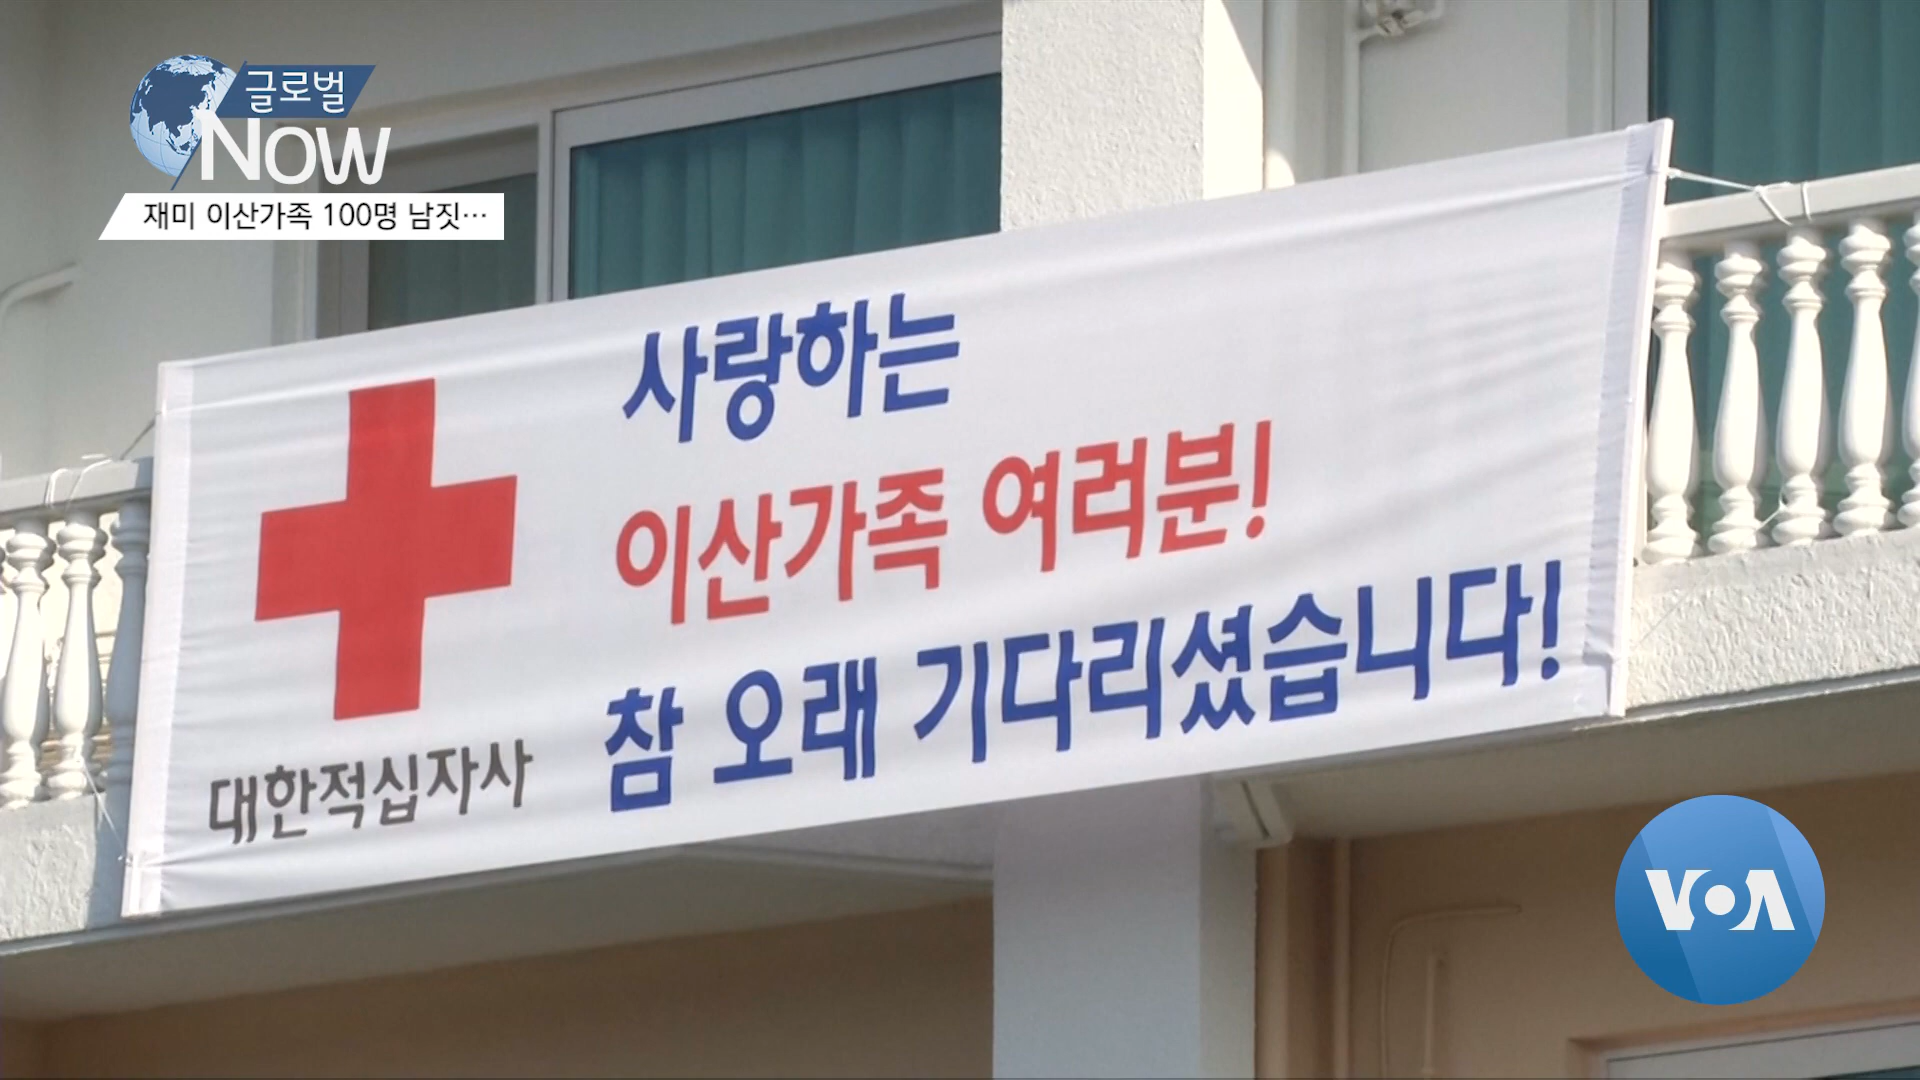 글로벌
Now
재미 이산가족 100명 남짓…
사랑하는
이산가족 여러분!
참 오래 기다리셨습니다!
대한적십자사
VOA